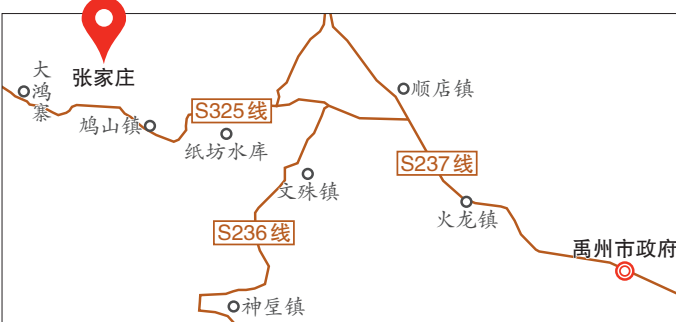 大鸿寨
张家庄
顺店镇
S325线
鸠山镇
纸坊水库
S237线
文殊镇
火龙镇
S236线
禹州市政府
神垕镇